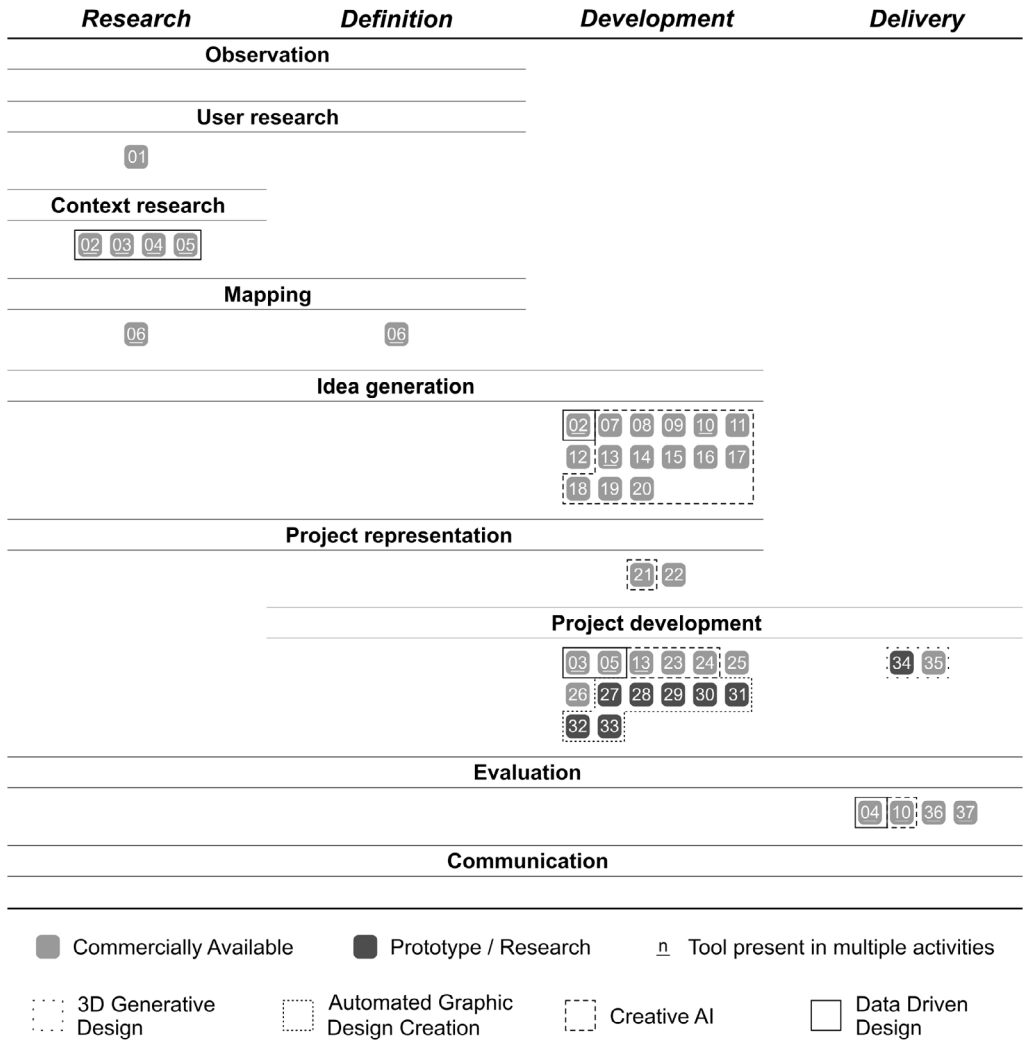 Research Definition Development Delivery
Observation
User research
01
Context research
02 03 04 05
Mapping
06 06
Idea generation
02 07 08 09 10 11
12 13 14 15 16 17
18 19 20
Project representation
21 22
Project development
03 05 13 23 24 25 34 35
26 27 28 29 30 31
32 33
Evaluation
04 10 36 37
Communication
Commercially Available Prototype / Research n Tool present in multiple activities
3D Generative
Design
Automated Graphic
Design Creation
Creative AI
Data Driven
Design